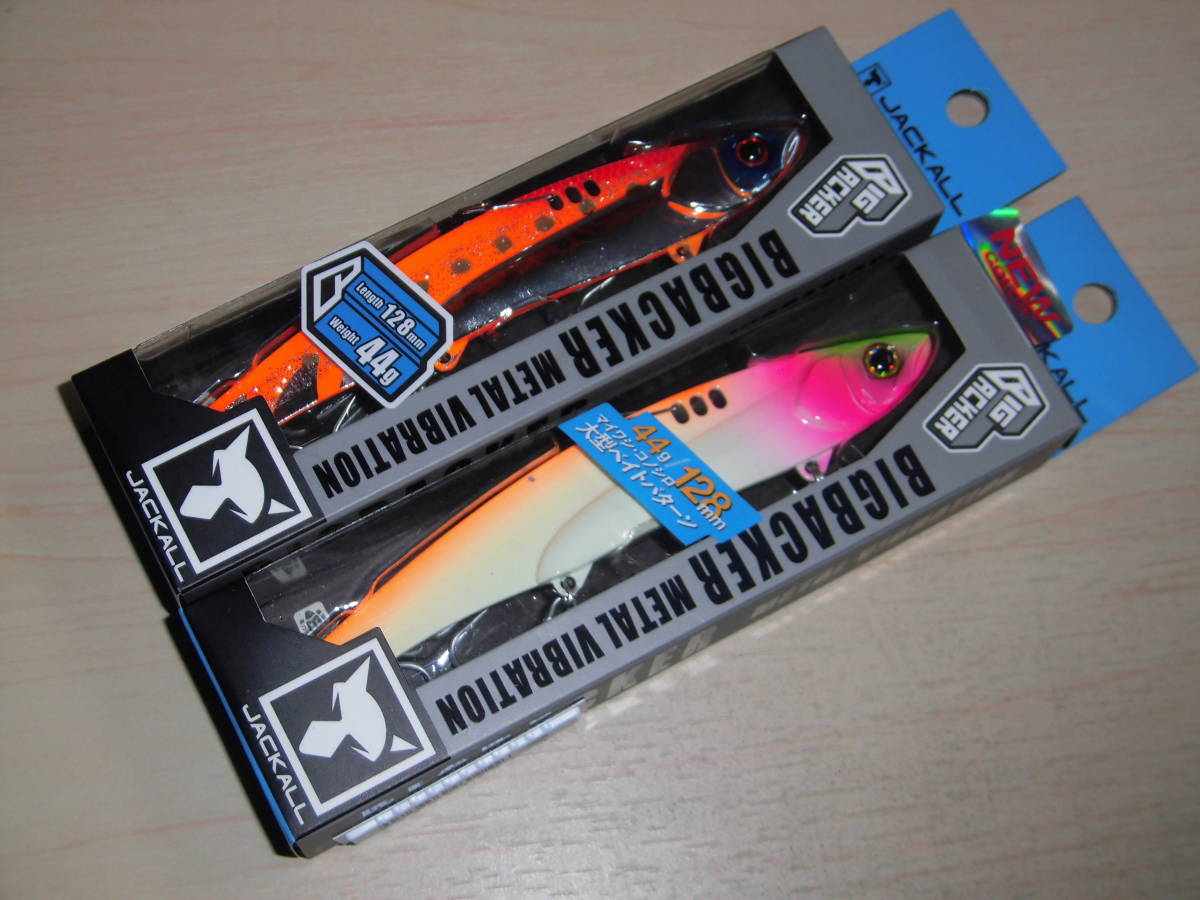 JACKALL
BIG
BACKER
BIGBACKER METAL VIBRATION
Length 128mm
Weight 44g
JACKALL
NEW
JACKALL
BIG
BACKER
BIGBACKER METAL VIBRATION
44g/128mm
マイワシ・コノシロ
大型ベイトパターン
JACKALL